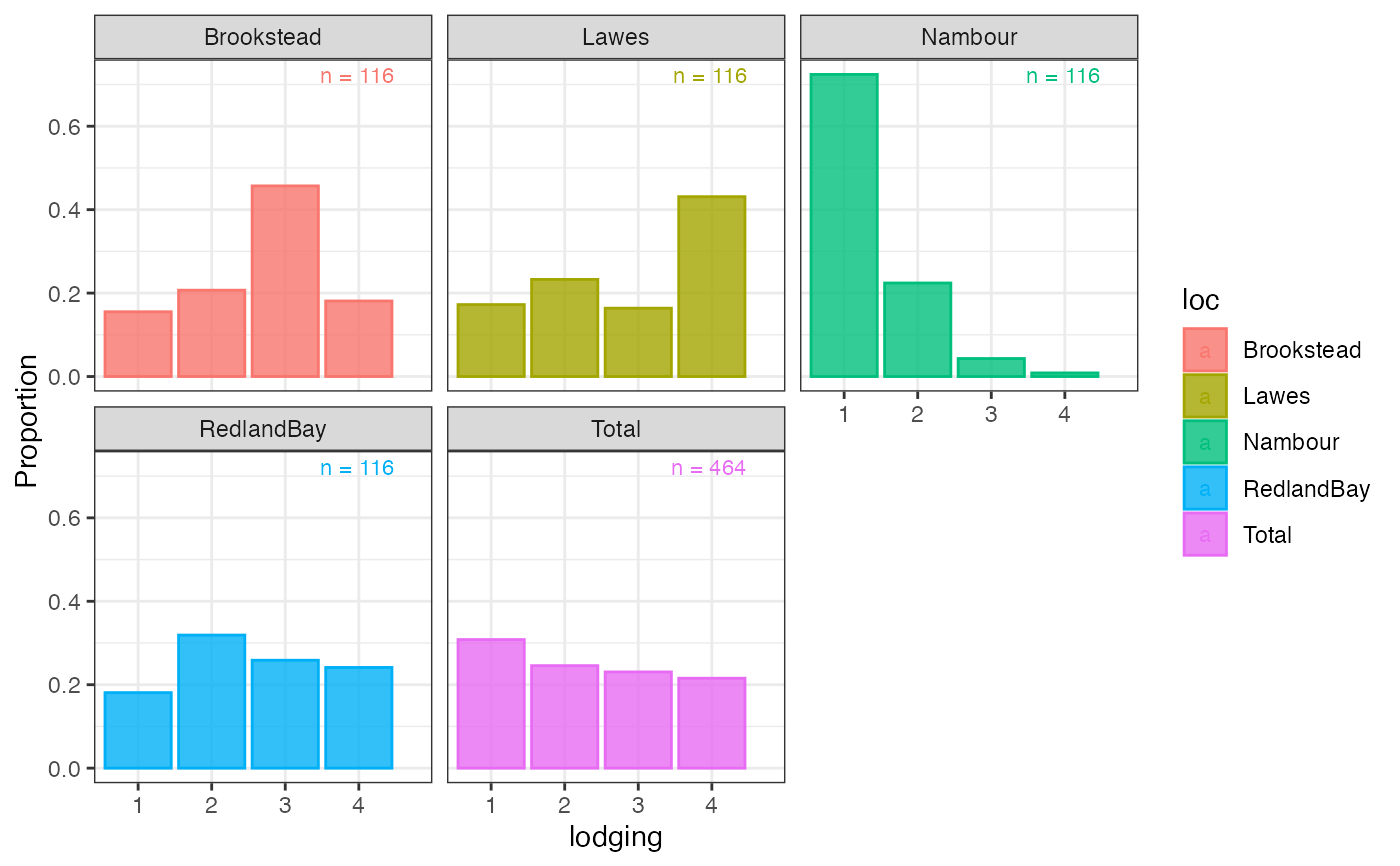 Brookstead
Lawes
Nambour
n = 116
n = 116
n = 116
0.6
0.4
0.2
0.0
1 2 3 4
RedlandBay
Total
n = 116
n = 464
0.6
0.4
0.2
0.0
1 2 3 4
1 2 3 4
Proportion
lodging
loc
a Brookstead
a Lawes
a Nambour
a RedlandBay
a Total